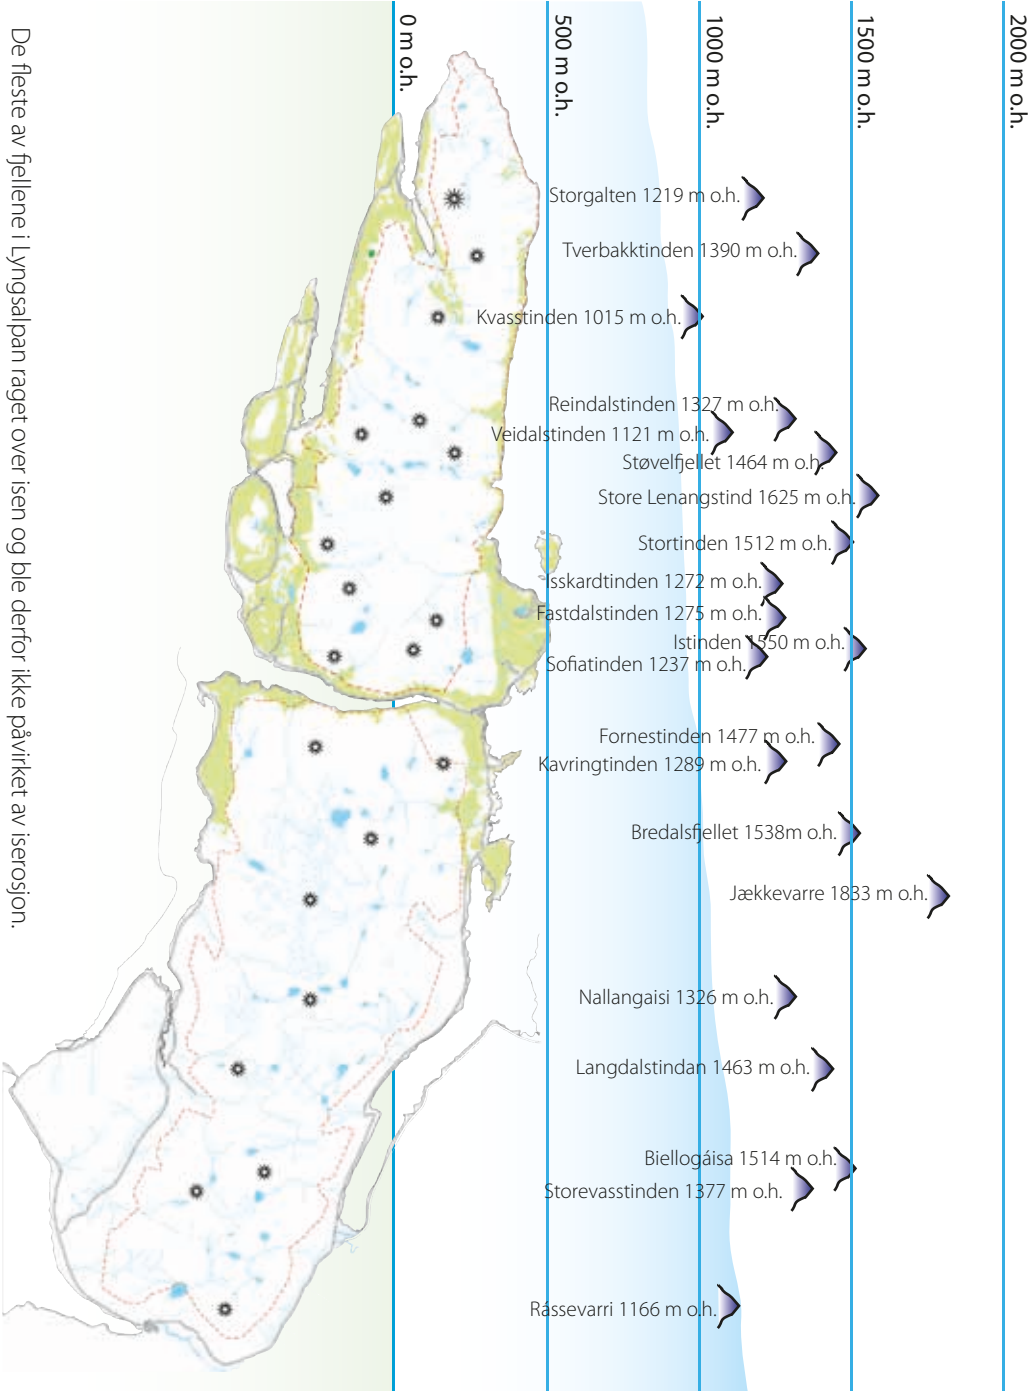 2000 m o.h.
1500 m o.h.
1000 m o.h.
500 m o.h.
0 m o.h.
Storgalten 1219 m o.h.
Tverbakktinden 1390 m o.h.
Kvasstinden 1015 m o.h.
Reindalstinden 1327 m o.h.
Veidalstinden 1121 m o.h.
Støvelfjellet 1464 m o.h.
Store Lenangstind 1625 m o.h.
Stortinden 1512 m o.h.
Isskardtinden 1272 m o.h.
Fastdalstinden 1275 m o.h.
Istinden 1550 m o.h.
Sofiatinden 1237 m o.h.
Fornestinden 1477 m o.h.
Kavringtinden 1289 m o.h.
Bredalsfjellet 1538m o.h.
Jækkevarre 1833 m o.h.
Nallangaisi 1326 m o.h.
Langdalstindan 1463 m o.h.
Biellogáisa 1514 m o.h.
Storevasstinden 1377 m o.h.
Rássevarri 1166 m o.h.
De fleste av fjellene i Lyngsalpan raget over isen og ble derfor ikke påvirket av iserosjon.